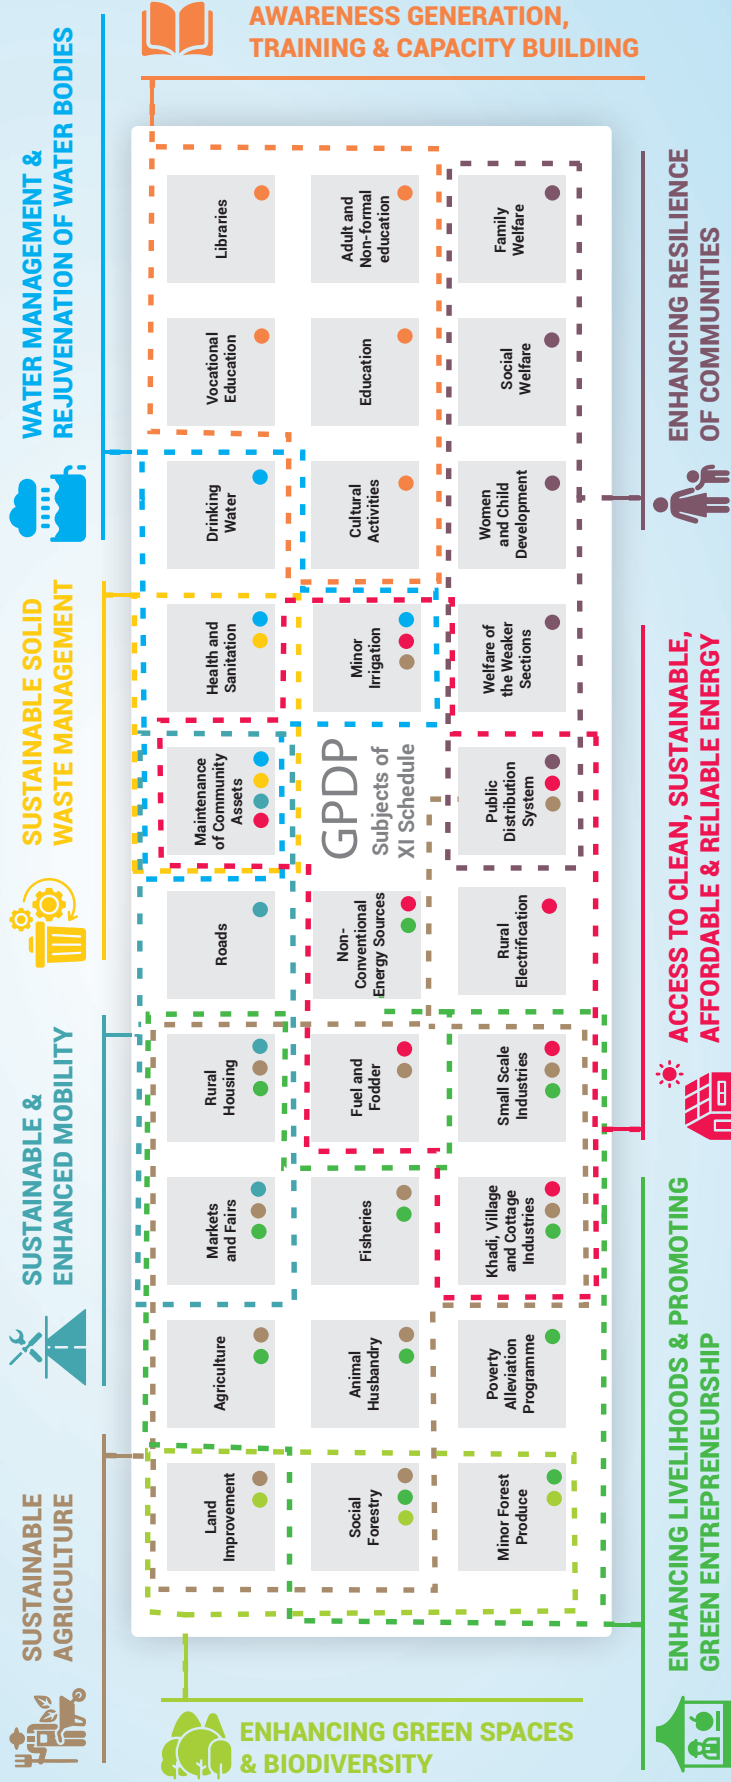 AWARENESS GENERATION,
TRAINING & CAPACITY BUILDING
SUSTAINABLE
AGRICULTURE
SUSTAINABLE &
ENHANCED MOBILITY
SUSTAINABLE SOLID
WASTE MANAGEMENT
WATER MANAGEMENT &
REJUVENATION OF WATER BODIES
Land
Improvement
Agriculture
Markets
and Fairs
Rural
Housing
Roads
Maintenance
of Community
Assets
Health and
Sanitation
Drinking
Water
Vocational
Education
Libraries
Social
Forestry
Animal
Husbandry
Fisheries
Fuel and
Fodder
Non-
Conventional
Energy Sources
GPDP
Subjects of
XI Schedule
Minor
Irrigation
Cultural
Activities
Education
Adult and
Non-formal
education
Minor Forest
Produce
Poverty
Alleviation
Programme
Khadi, Village
and Cottage
Industries
Small Scale
Industries
Rural
Electrification
Public
Distribution
System
Welfare of
the Weaker
Sections
Women
and Child
Development
Social
Welfare
Family
Welfare
ENHANCING LIVELIHOODS & PROMOTING
GREEN ENTREPRENEURSHIP
ACCESS TO CLEAN, SUSTAINABLE,
AFFORDABLE & RELIABLE ENERGY
ENHANCING RESILIENCE
OF COMMUNITIES
ENHANCING GREEN SPACES
& BIODIVERSITY